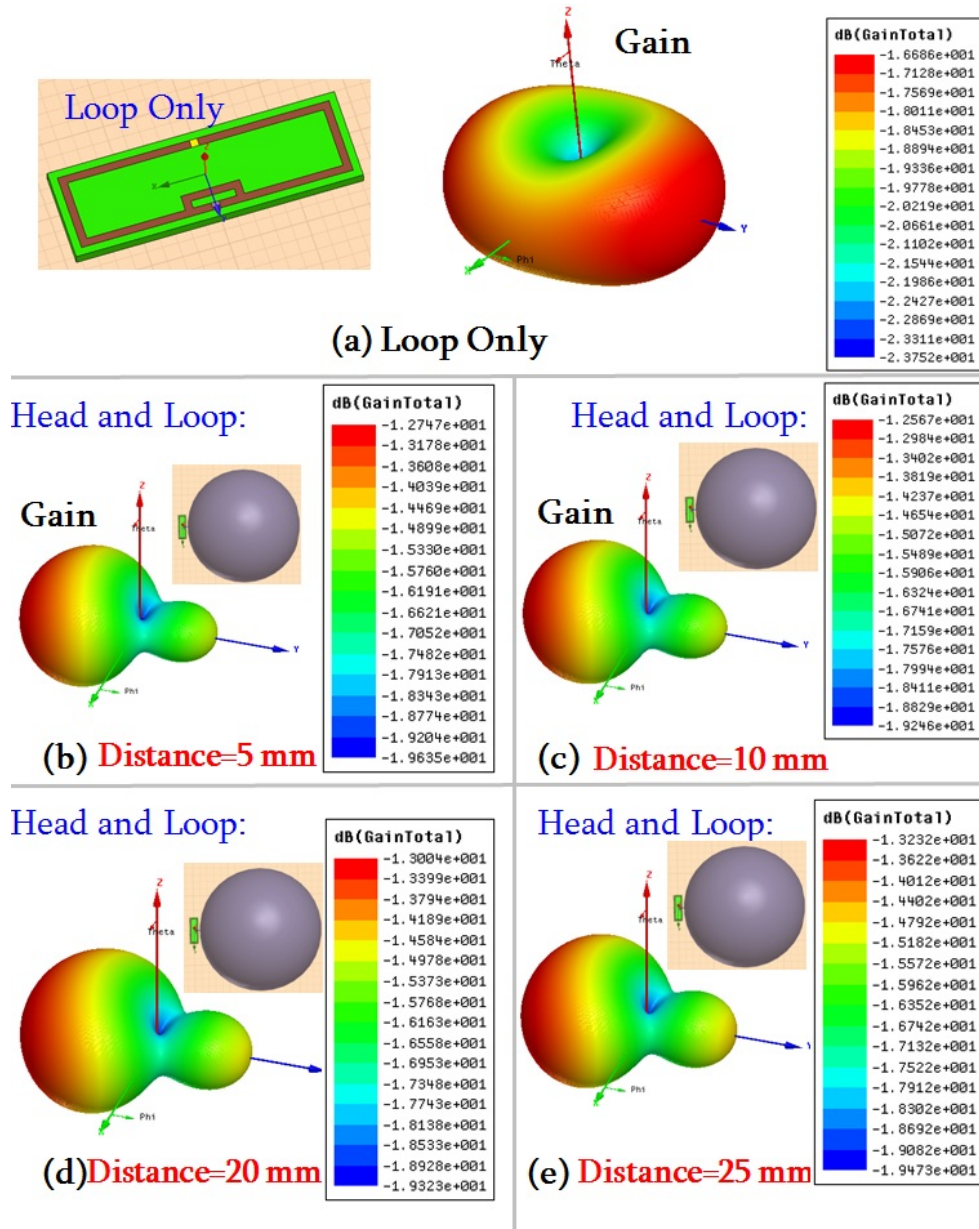 Loop Only
X
Z
Y
Gain
Z
Theta
Y
X
Phi
dB(GainTotal)
-1.6686e+001
-1.7128e+001
-1.7569e+001
-1.8011e+001
-1.8453e+001
-1.8894e+001
-1.9336e+001
-1.9778e+001
-2.0219e+001
-2.0661e+001
-2.1102e+001
-2.1544e+001
-2.1986e+001
-2.2427e+001
-2.2869e+001
-2.3311e+001
-2.3752e+001
(a) Loop Only
Head and Loop:
Gain
Z
Theta
Y
X
Phi
dB(GainTotal)
-1.2747e+001
-1.3178e+001
-1.3608e+001
-1.4039e+001
-1.4469e+001
-1.4899e+001
-1.5330e+001
-1.5760e+001
-1.6191e+001
-1.6621e+001
-1.7052e+001
-1.7482e+001
-1.7913e+001
-1.8343e+001
-1.8774e+001
-1.9204e+001
-1.9635e+001
(b) Distance=5 mm
Head and Loop:
Gain
Z
Theta
Y
X
Phi
dB(GainTotal)
-1.2567e+001
-1.2984e+001
-1.3402e+001
-1.3819e+001
-1.4237e+001
-1.4654e+001
-1.5072e+001
-1.5489e+001
-1.5906e+001
-1.6324e+001
-1.6741e+001
-1.7159e+001
-1.7576e+001
-1.7994e+001
-1.8411e+001
-1.8829e+001
-1.9246e+001
(c) Distance=10 mm
Head and Loop:
Z
Theta
X
Phi
dB(GainTotal)
-1.3004e+001
-1.3399e+001
-1.3794e+001
-1.4189e+001
-1.4584e+001
-1.4978e+001
-1.5373e+001
-1.5768e+001
-1.6163e+001
-1.6558e+001
-1.6953e+001
-1.7348e+001
-1.7743e+001
-1.8138e+001
-1.8533e+001
-1.8928e+001
-1.9323e+001
(d) Distance=20 mm
Head and Loop:
Z
Theta
Y
X
Phi
dB(GainTotal)
-1.3232e+001
-1.3622e+001
-1.4012e+001
-1.4402e+001
-1.4792e+001
-1.5182e+001
-1.5572e+001
-1.5962e+001
-1.6352e+001
-1.6742e+001
-1.7132e+001
-1.7522e+001
-1.7912e+001
-1.8302e+001
-1.8692e+001
-1.9082e+001
-1.9473e+001
(e) Distance=25 mm